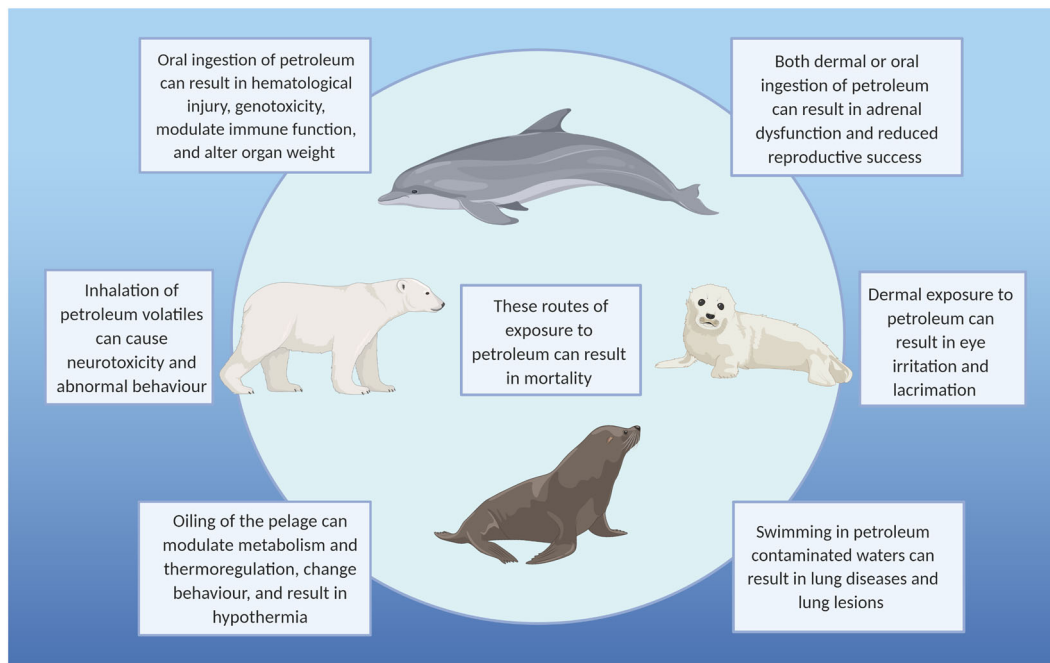 Oral ingestion of petroleum
can result in hematological
injury, genotoxicity,
modulate immune function,
and alter organ weight
Both dermal or oral
ingestion of petroleum
can result in adrenal
dysfunction and reduced
reproductive success
Inhalation of
petroleum volatiles
can cause
neurotoxicity and
abnormal behaviour
These routes of
exposure to
petroleum can result
in mortality
Dermal exposure to
petroleum can
result in eye
irritation and
lacrimation
Oiling of the pelage can
modulate metabolism and
thermoregulation, change
behaviour, and result in
hypothermia
Swimming in petroleum
contaminated waters can
result in lung diseases and
lung lesions